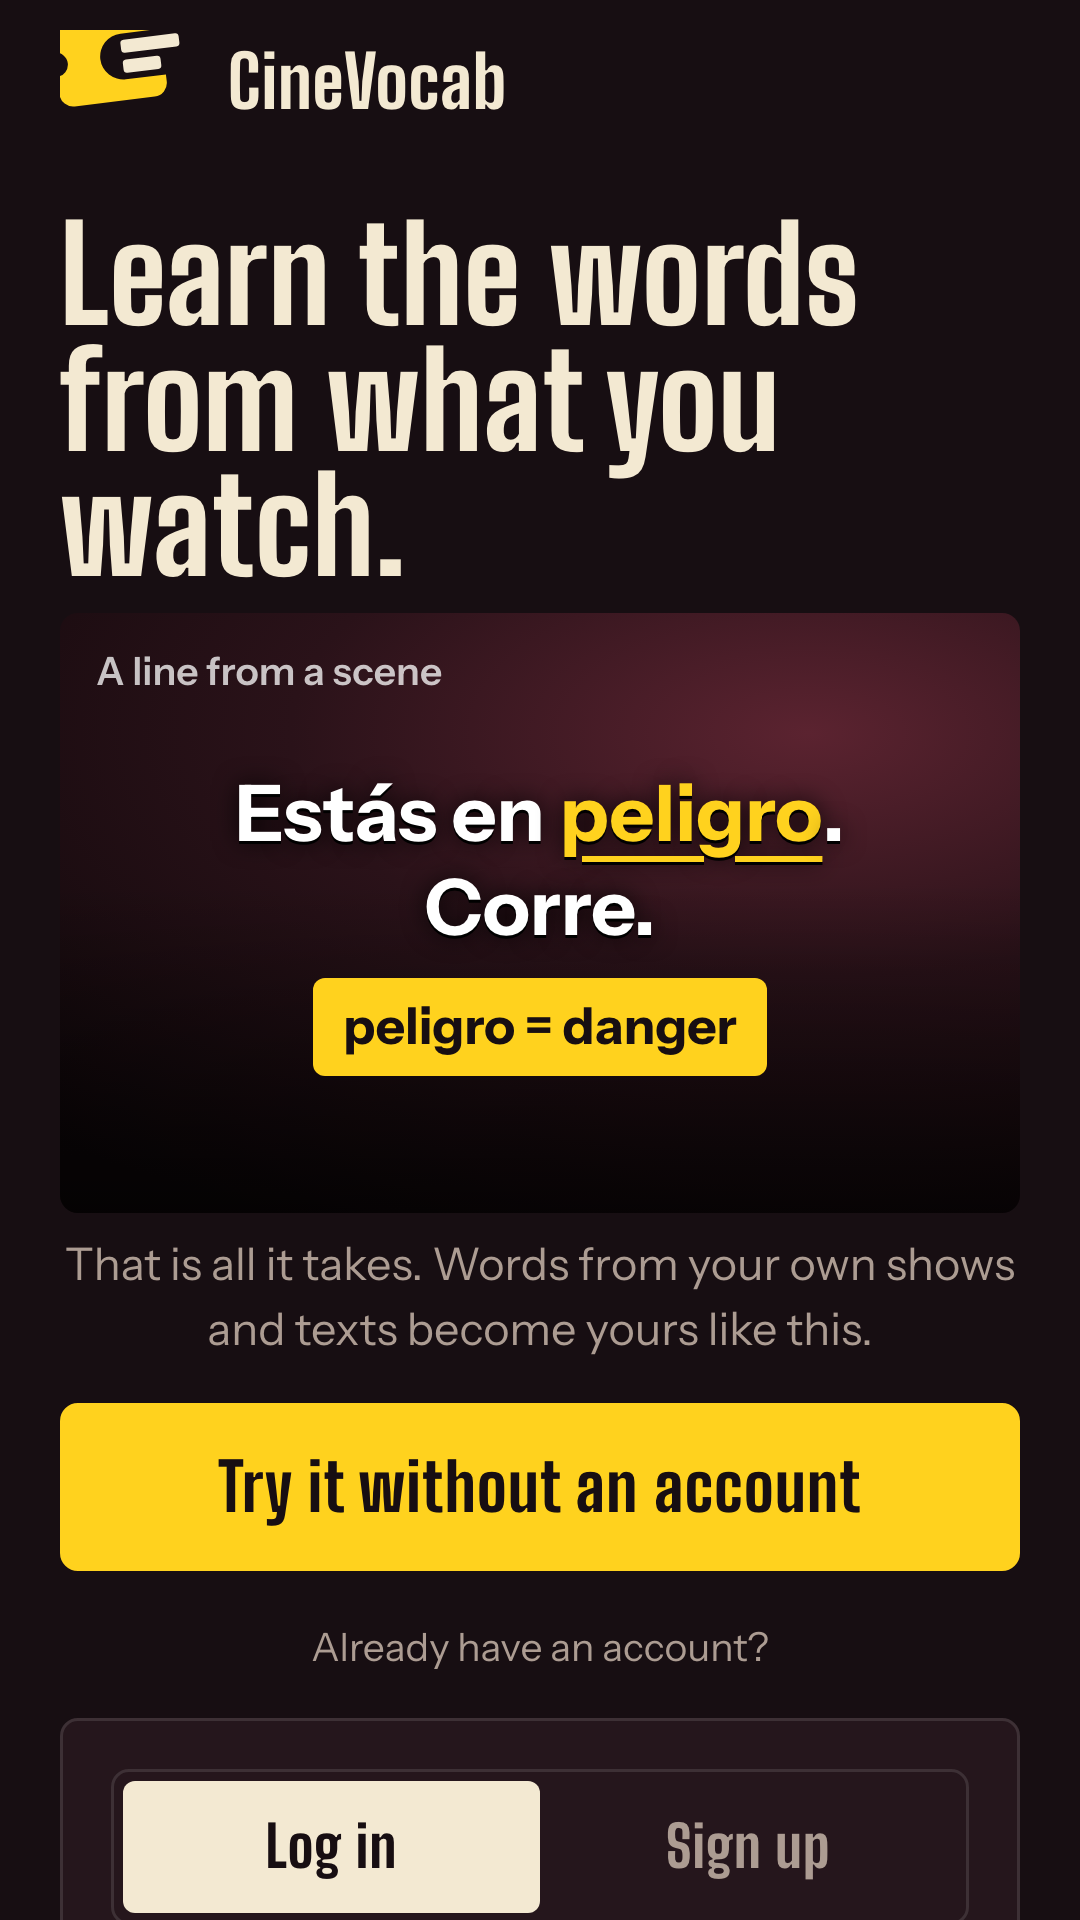 CineVocab
Learn the words
from what you
watch.
A line from a scene
Estás en peligro.
Corre.
peligro = danger
That is all it takes. Words from your own shows
and texts become yours like this.
Try it without an account
Already have an account?
Log in
Sign up